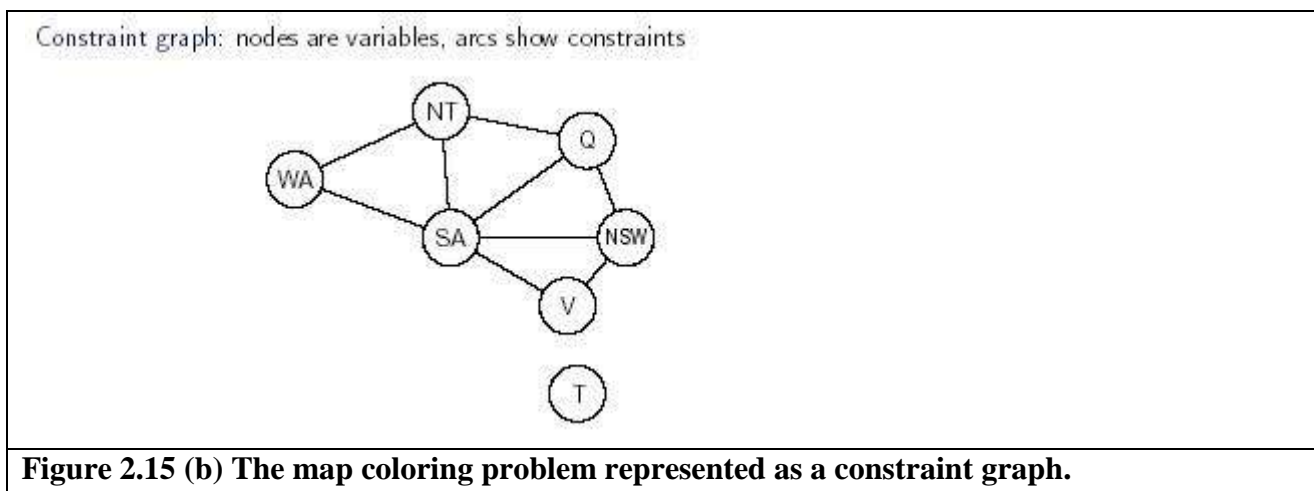 Constraint graph: nodes are variables, arcs show constraints
NT
Q
WA
SA
NSW
V
T
Figure 2.15 (b) The map coloring problem represented as a constraint graph.